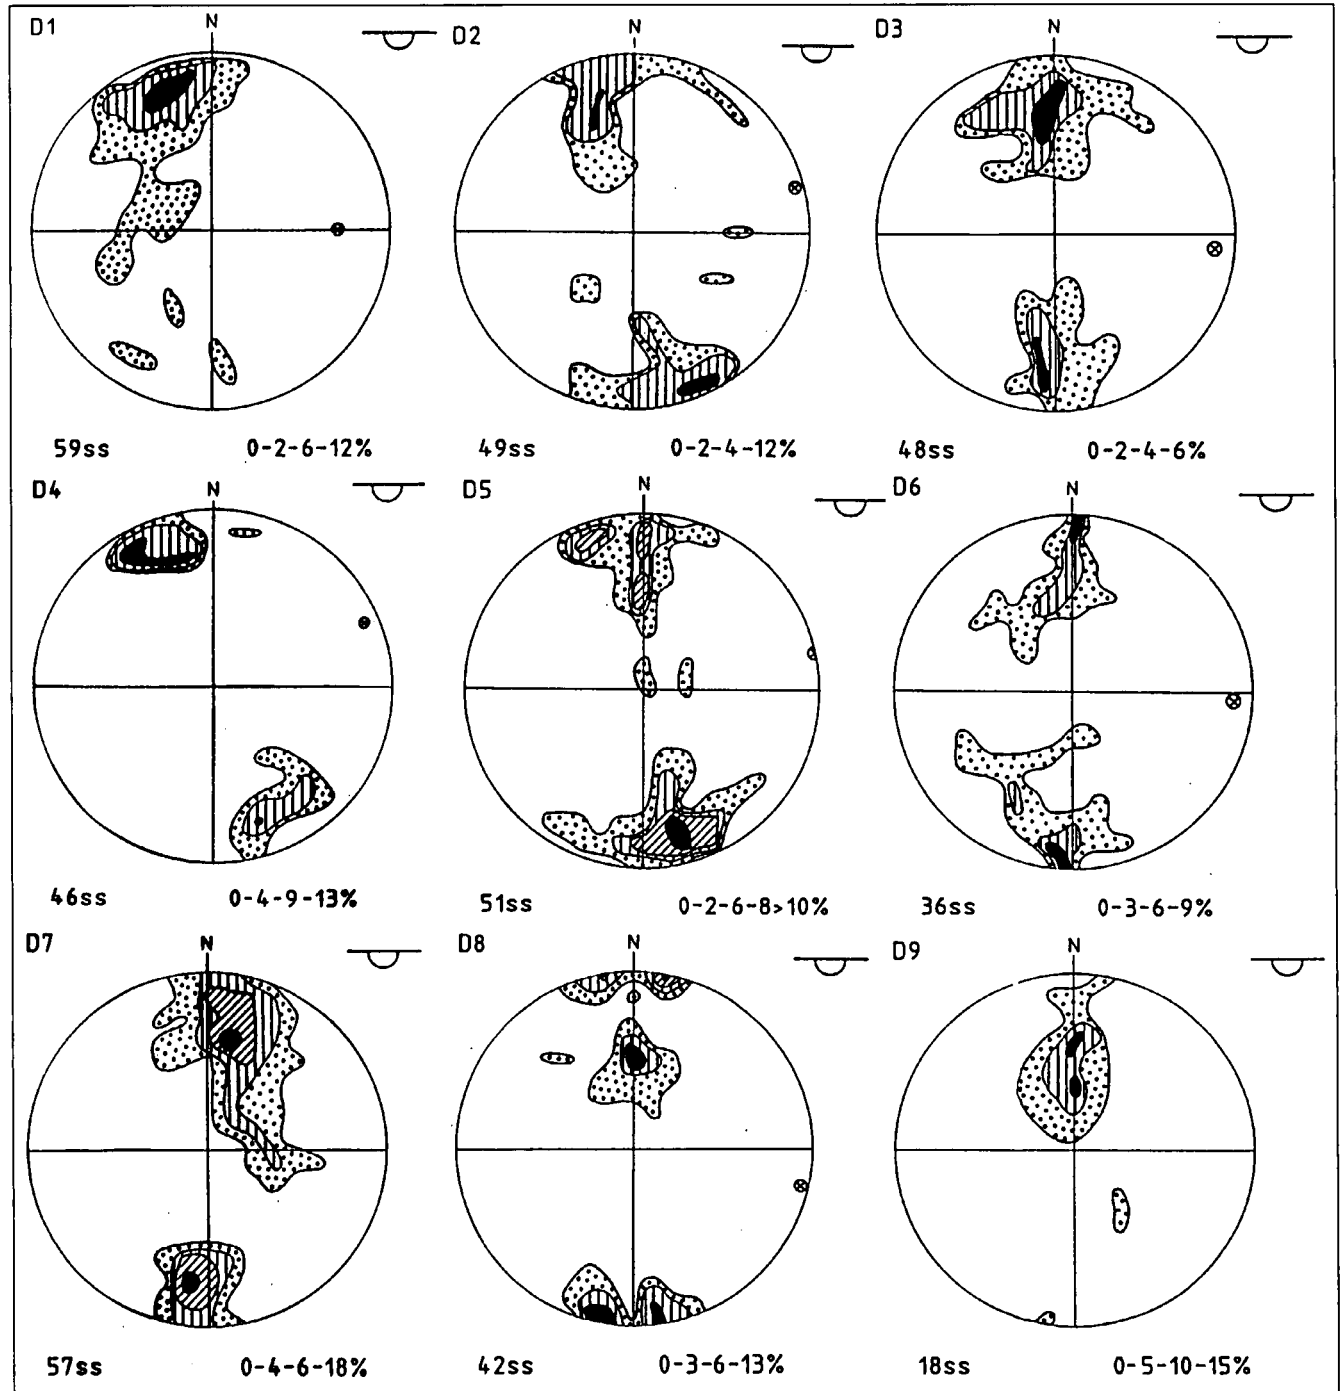 D1 N D2 N D3 N
59ss 0-2-6-12% 49ss 0-2-4-12% 48ss 0-2-4-6%
D4 N D5 N D6 N
46ss 0-4-9-13% 51ss 0-2-6-8>10% 36ss 0-3-6-9%
D7 N D8 N D9 N
57ss 0-4-6-18% 42ss 0-3-6-13% 18ss 0-5-10-15%